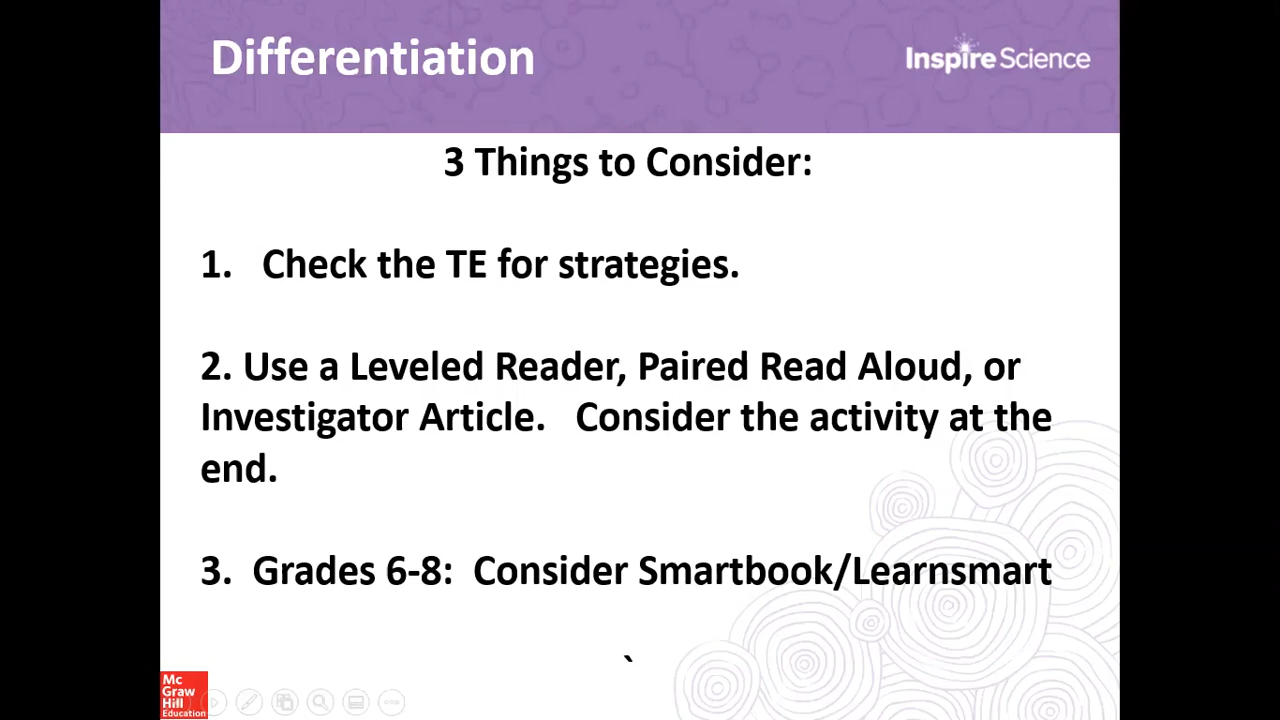 Differentiation
Inspire Science
3 Things to Consider:
1. Check the TE for strategies.
2. Use a Leveled Reader, Paired Read Aloud, or
Investigator Article. Consider the activity at the
end.
3. Grades 6-8: Consider Smartbook/Learnsmart
`
Mc
Graw
Hill
Education